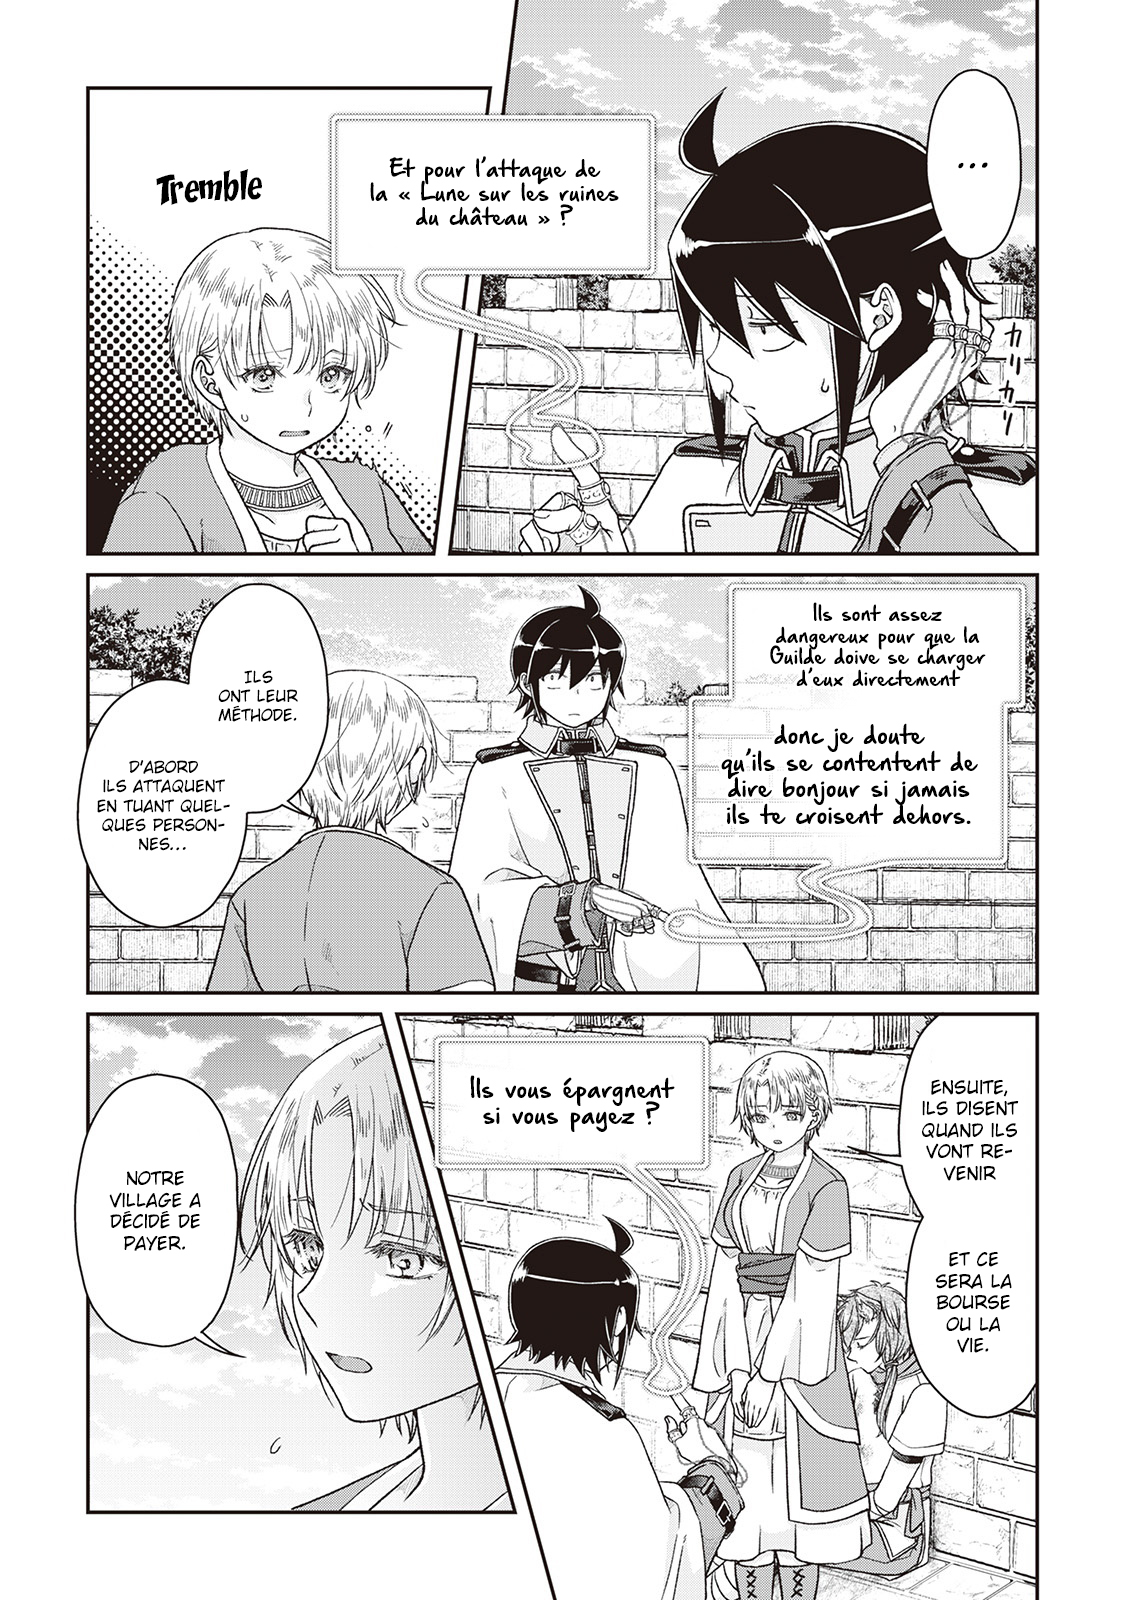 ...
カリカリ
Et pour l'attaque de
la « Lune sur les ruines
du château » ?
Tremble
Ils sont assez
dangereux pour que la
Guilde doive se charger
d'eux directement
donc je doute
qu'ils se contentent de
dire bonjour si jamais
ils te croisent dehors.
ILS
ONT LEUR
MÉTHODE.
D'ABORD
ILS ATTAQUENT
EN TUANT QUEL-
QUES PERSON-
NES...
ENSUITE,
ILS DISENT
QUAND ILS
VONT RE-
VENIR
ET CE
SERA LA
BOURSE
OU LA
VIE.
Ils vous épargnent
si vous payez ?
NOTRE
VILLAGE A
DÉCIDÉ DE
PAYER.